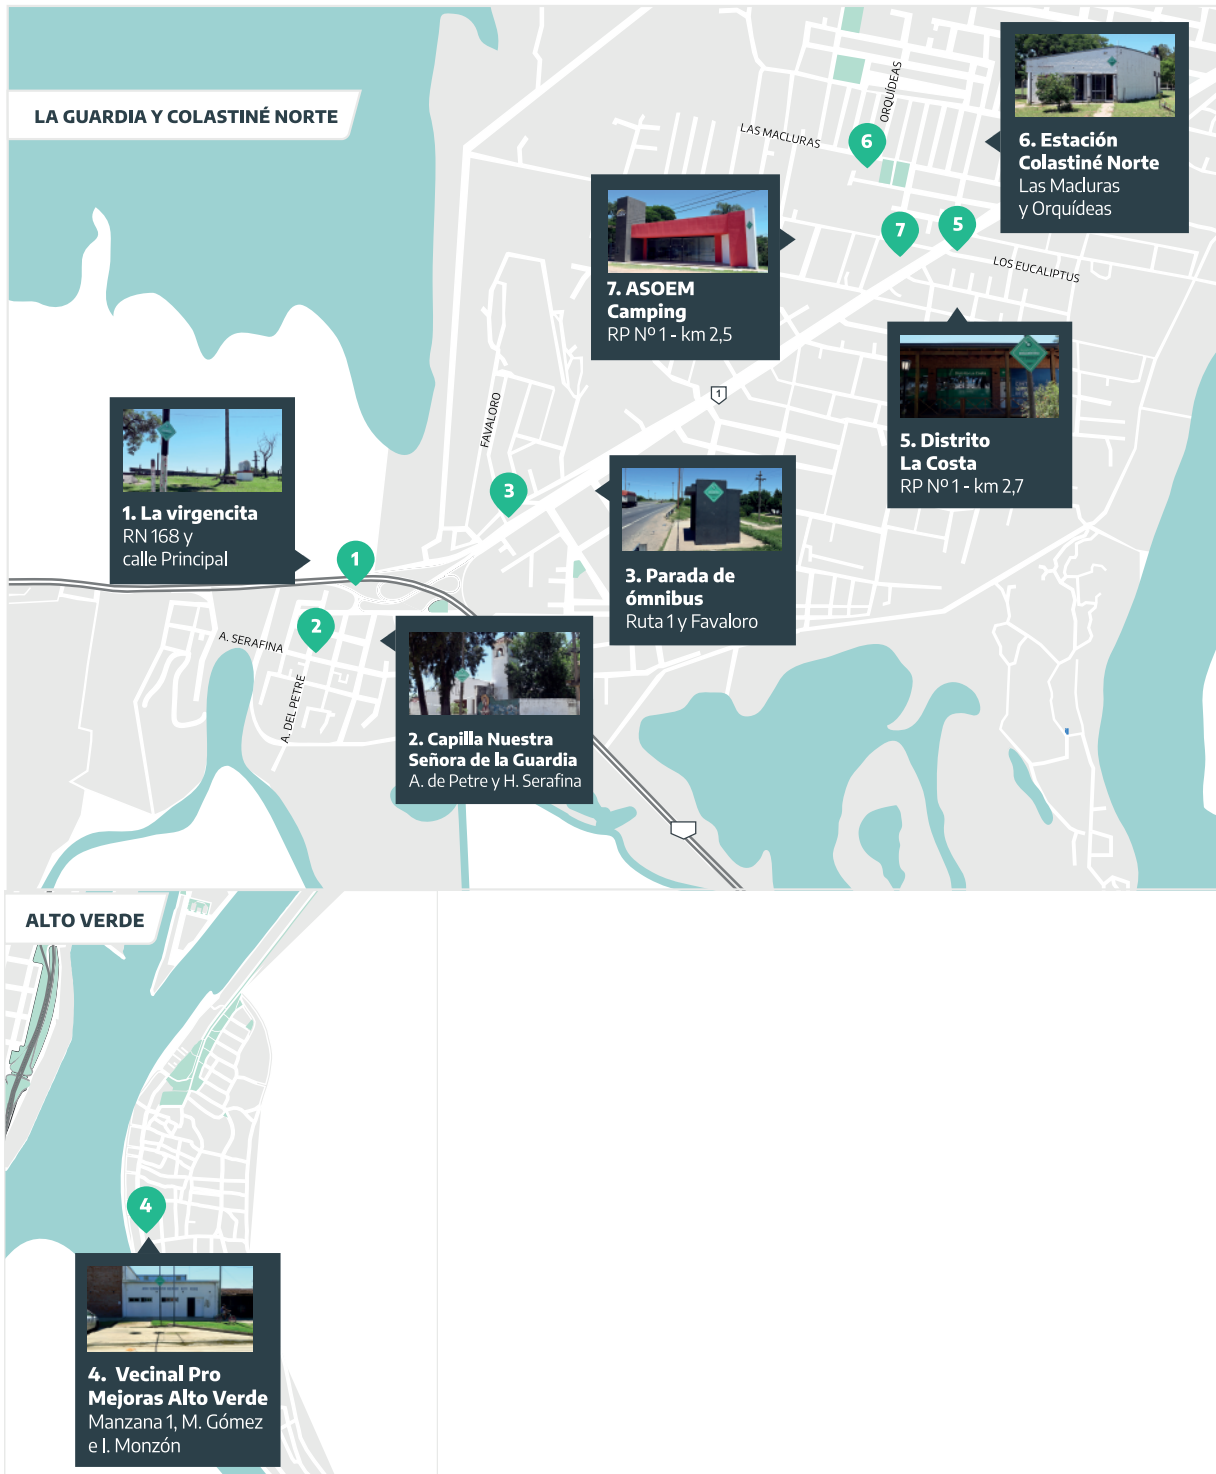 LA GUARDIA Y COLASTINÉ NORTE
ORQUÍDEAS
LAS MACLURAS
6
6. Estación
Colastiné Norte
Las Macluras
y Orquídeas
7
5
LOS EUCALIPTUS
7. ASOEM
Camping
RP Nº 1 - km 2,5
1
5. Distrito
La Costa
RP Nº 1 - km 2,7
FAVALORO
3
1. La virgencita
RN 168 y
calle Principal
1
3. Parada de
ómnibus
Ruta 1 y Favaloro
2
A. SERAFINA
A. DEL PETRE
2. Capilla Nuestra
Señora de la Guardia
A. de Petre y H. Serafina
ALTO VERDE
4
4. Vecinal Pro
Mejoras Alto Verde
Manzana 1, M. Gómez
e I. Monzón